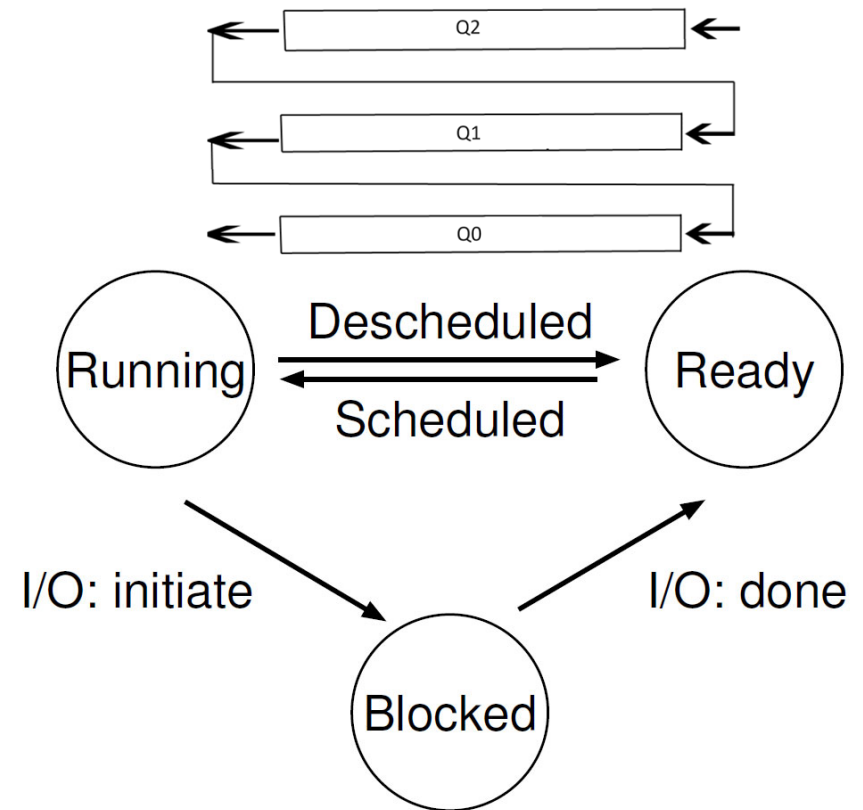 Q2
Q1
Q0
Descheduled
Running
Ready
Scheduled
I/O: initiate
I/O: done
Blocked